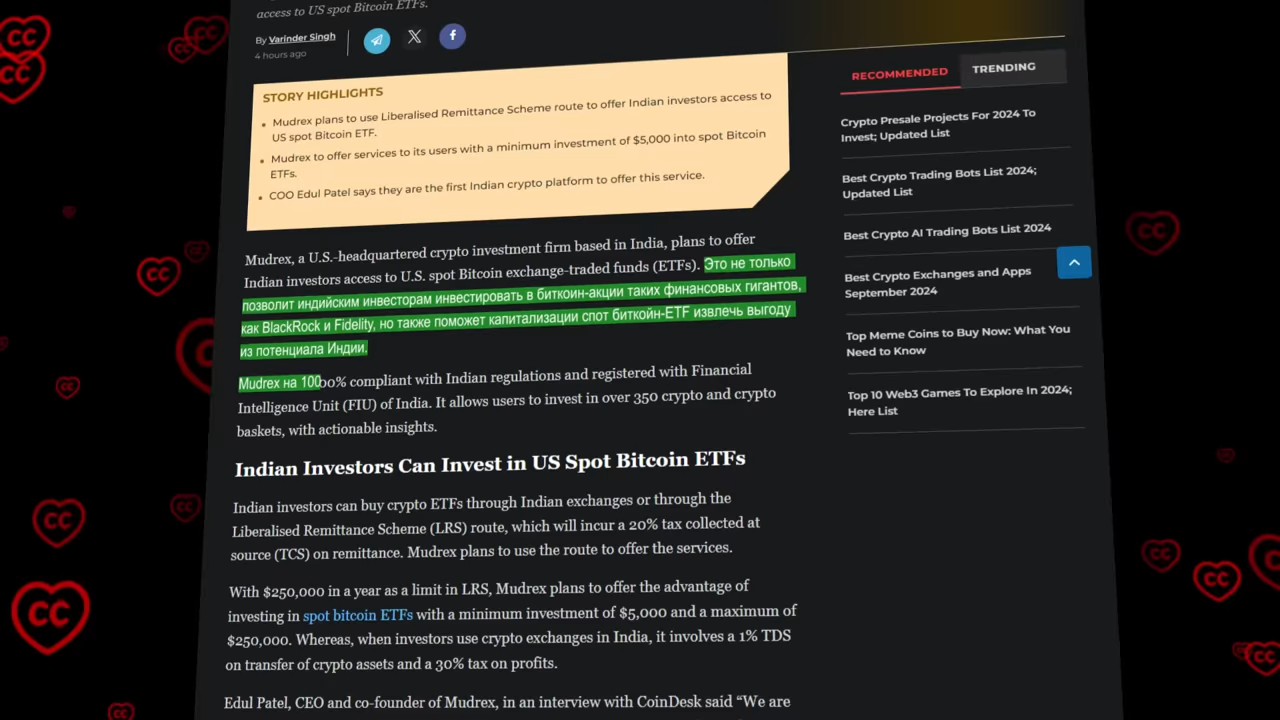 access to US spot Bitcoin ETFs.
By Varinder Singh
4 hours ago
STORY HIGHLIGHTS
Mudrex plans to use Liberalised Remittance Scheme route to offer Indian investors access to
US spot Bitcoin ETF.
Mudrex to offer services to its users with a minimum investment of $5,000 into spot Bitcoin
ETFs.
COO Edul Patel says they are the first Indian crypto platform to offer this service.
Mudrex, a U.S.-headquartered crypto investment firm based in India, plans to offer
Indian investors access to U.S. spot Bitcoin exchange-traded funds (ETFs). Это не только
позволит индийским инвесторам инвестировать в биткоин-акции таких финансовых гигантов,
как BlackRock и Fidelity, но также поможет капитализации спот биткойн-ETF извлечь выгоду
из потенциала Индии.
Mudrex на 10000% compliant with Indian regulations and registered with Financial
Intelligence Unit (FIU) of India. It allows users to invest in over 350 crypto and crypto
baskets, with actionable insights.
Indian Investors Can Invest in US Spot Bitcoin ETFs
Indian investors can buy crypto ETFs through Indian exchanges or through the
Liberalised Remittance Scheme (LRS) route, which will incur a 20% tax collected at
source (TCS) on remittance. Mudrex plans to use the route to offer the services.
With $250,000 in a year as a limit in LRS, Mudrex plans to offer the advantage of
investing in spot bitcoin ETFs with a minimum investment of $5,000 and a maximum of
$250,000. Whereas, when investors use crypto exchanges in India, it involves a 1% TDS
on transfer of crypto assets and a 30% tax on profits.
Edul Patel, CEO and co-founder of Mudrex, in an interview with CoinDesk said “We are
RECOMMENDED
TRENDING
Crypto Presale Projects For 2024 To
Invest; Updated List
Best Crypto Trading Bots List 2024;
Updated List
Best Crypto AI Trading Bots List 2024
Best Crypto Exchanges and Apps
September 2024
Top Meme Coins to Buy Now: What You
Need to Know
Top 10 Web3 Games To Explore In 2024;
Here List
CC
CC
CC
CC
CC
CC
CC
CC
CC
CC
CC
CC
CC